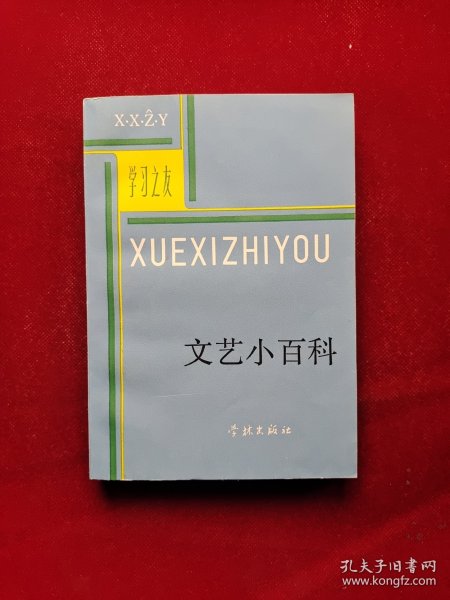 X·X·Ẑ·Y
学习之友
XUEXIZHIYOU
文艺小百科
学林出版社
孔夫子旧书网
www.kongfz.com